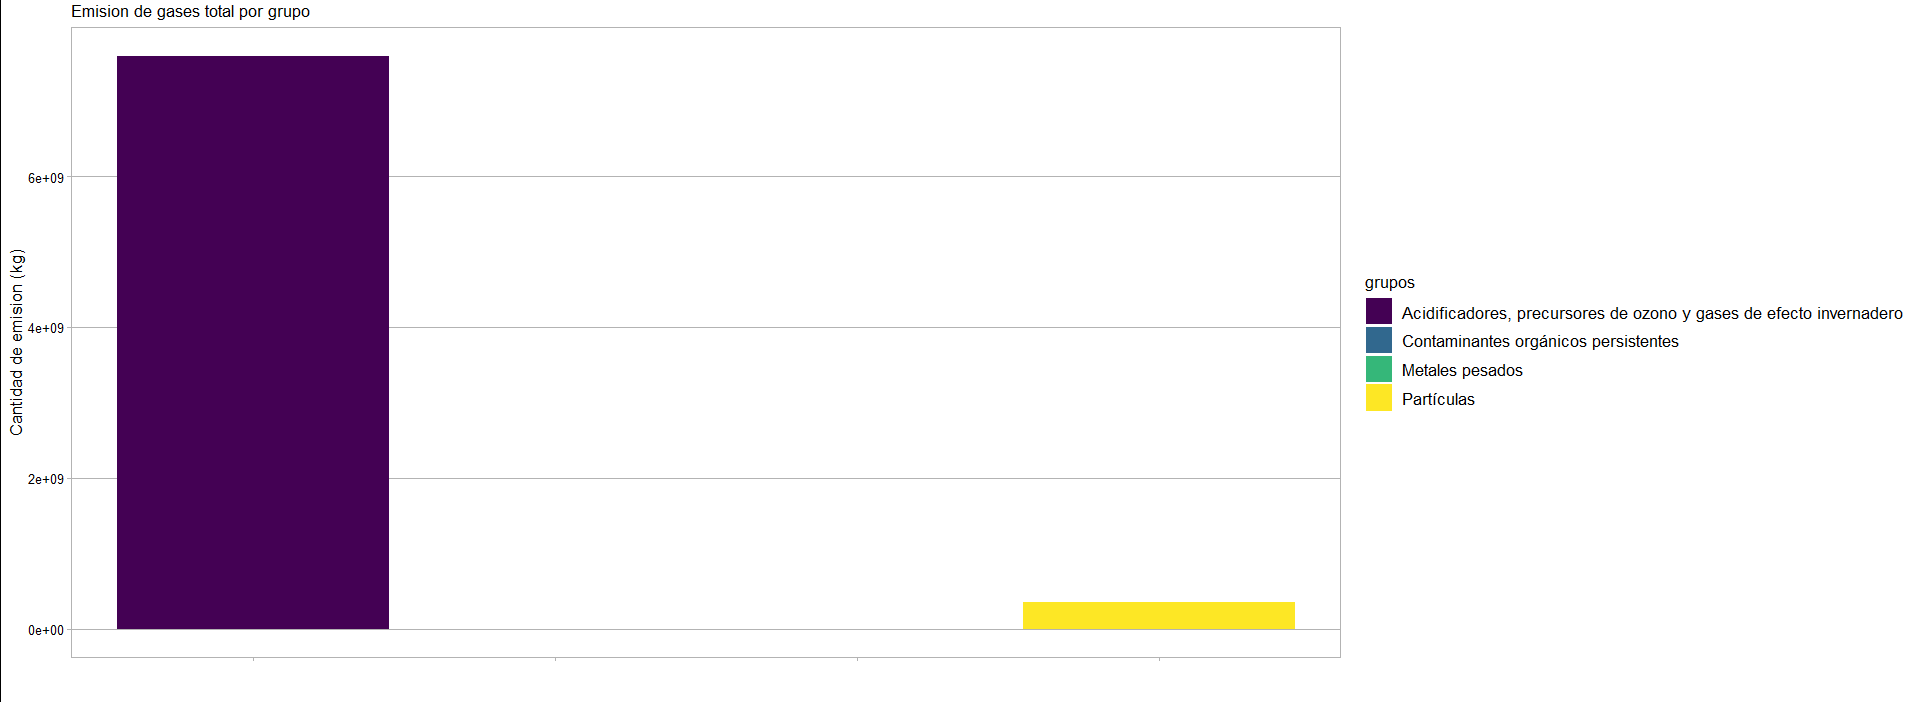 Emision de gases total por grupo
Cantidad de emision (kg)
6e+09
4e+09
2e+09
0e+00
grupos
Acidificadores, precursores de ozono y gases de efecto invernadero
Contaminantes orgánicos persistentes
Metales pesados
Partículas